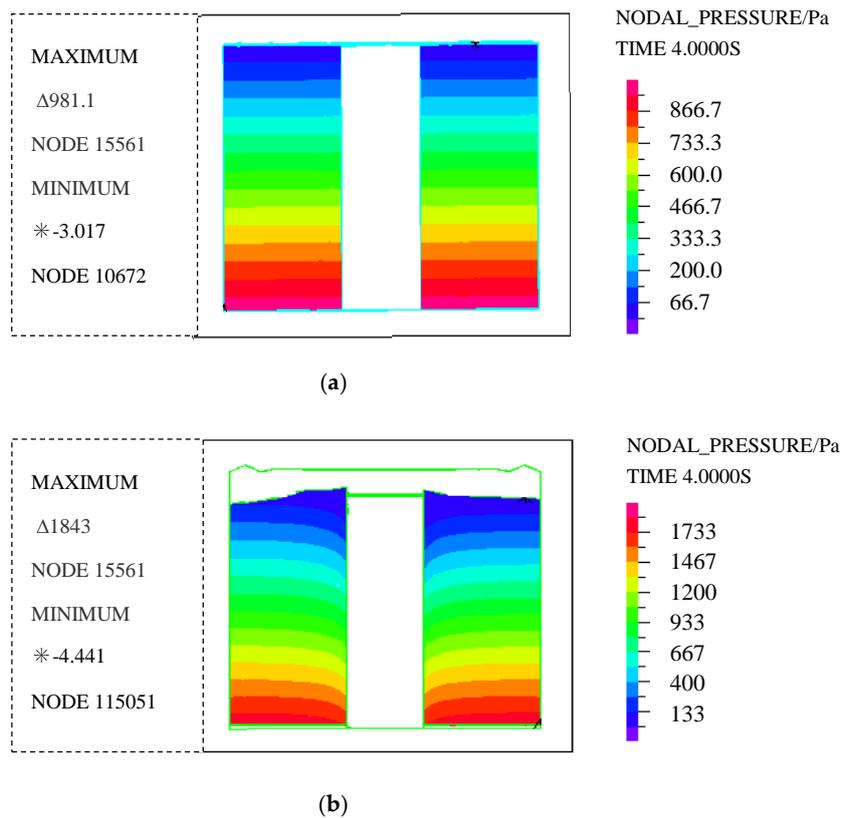 MAXIMUM
Δ981.1
NODE 15561
MINIMUM
✳-3.017
NODE 10672
NODAL_PRESSURE/Pa
TIME 4.0000S
866.7
733.3
600.0
466.7
333.3
200.0
66.7
(a)
MAXIMUM
Δ1843
NODE 15561
MINIMUM
✳-4.441
NODE 115051
NODAL_PRESSURE/Pa
TIME 4.0000S
1733
1467
1200
933
667
400
133
(b)